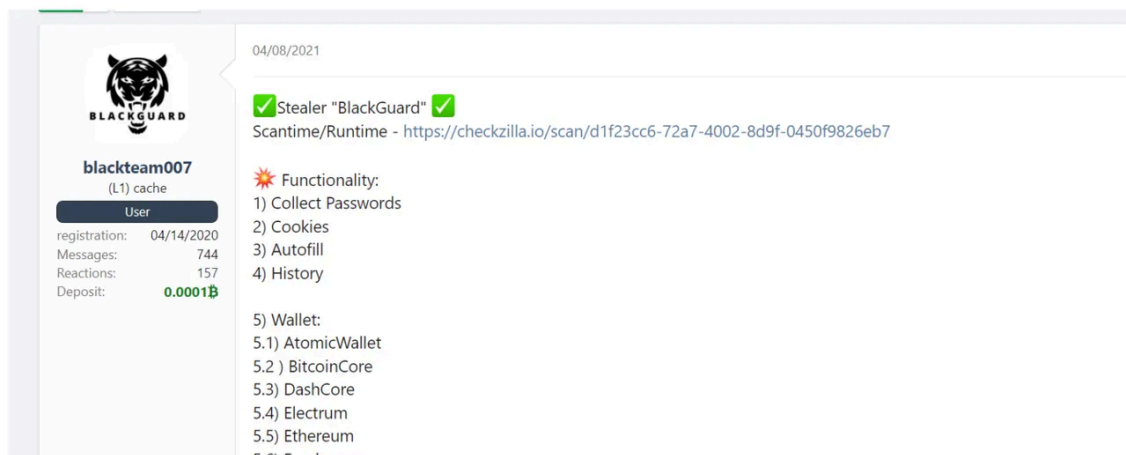 BLACKGUARD
blackteam007
(L1) cache
User
registration: 04/14/2020
Messages: 744
Reactions: 157
Deposit: 0.0001₿
04/08/2021
✅Stealer "BlackGuard" ✅
Scantime/Runtime - https://checkzilla.io/scan/d1f23cc6-72a7-4002-8d9f-0450f9826eb7
💥 Functionality:
1) Collect Passwords
2) Cookies
3) Autofill
4) History
5) Wallet:
5.1) AtomicWallet
5.2 ) BitcoinCore
5.3) DashCore
5.4) Electrum
5.5) Ethereum